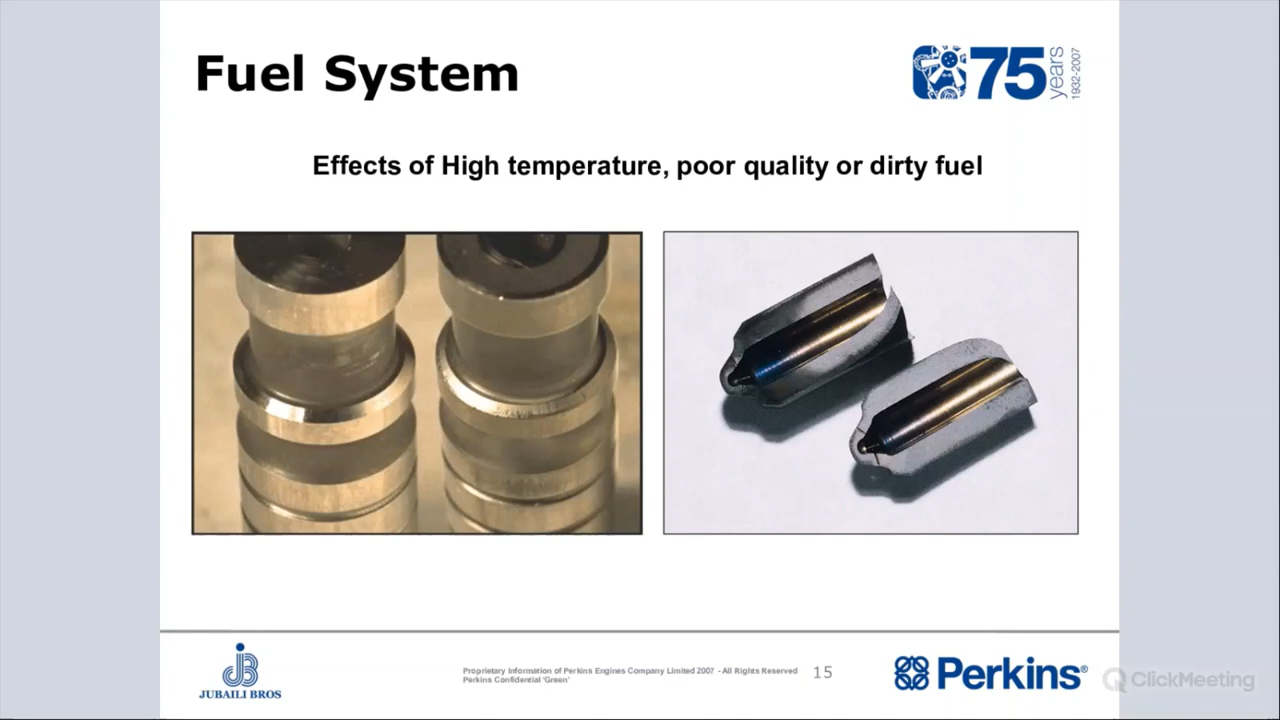 Fuel System
75
years
1932-2007
Effects of High temperature, poor quality or dirty fuel
JUBAILI BROS
Proprietary Information of Perkins Engines Company Limited 2007 - All Rights Reserved
Perkins Confidential 'Green'
15
Perkins®
ClickMeeting